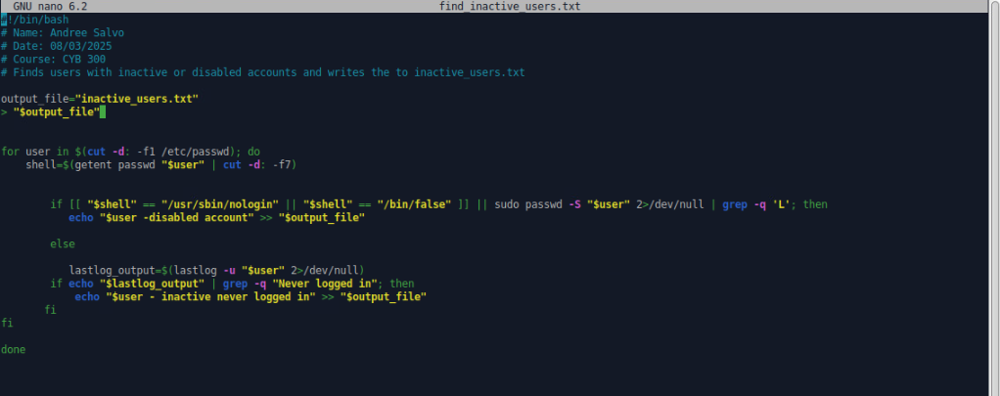 GNU nano 6.2 find_inactive_users.txt
#!/bin/bash
# Name: Andree Salvo
# Date: 08/03/2025
# Course: CYB 300
# Finds users with inactive or disabled accounts and writes the to inactive_users.txt
output_file="inactive_users.txt"
> "$output_file"
for user in $(cut -d: -f1 /etc/passwd); do
shell=$(getent passwd "$user" | cut -d: -f7)
if [[ "$shell" == "/usr/sbin/nologin" || "$shell" == "/bin/false" ]] || sudo passwd -S "$user" 2>/dev/null | grep -q 'L'; then
echo "$user -disabled account" >> "$output_file"
else
lastlog_output=$(lastlog -u "$user" 2>/dev/null)
if echo "$lastlog_output" | grep -q "Never logged in"; then
echo "$user - inactive never logged in" >> "$output_file"
fi
fi
done